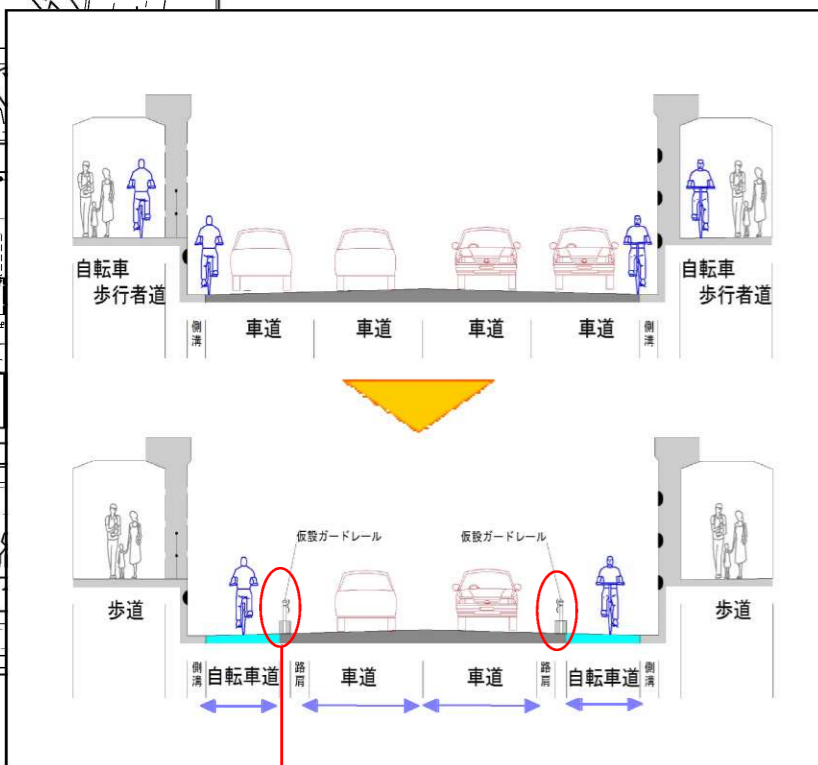 自転車
歩行者道
側溝
車道
車道
車道
車道
側溝
自転車
歩行者道
仮設ガードレール
仮設ガードレール
歩道
側溝
自転車道
路肩
車道
車道
路肩
自転車道
側溝
歩道